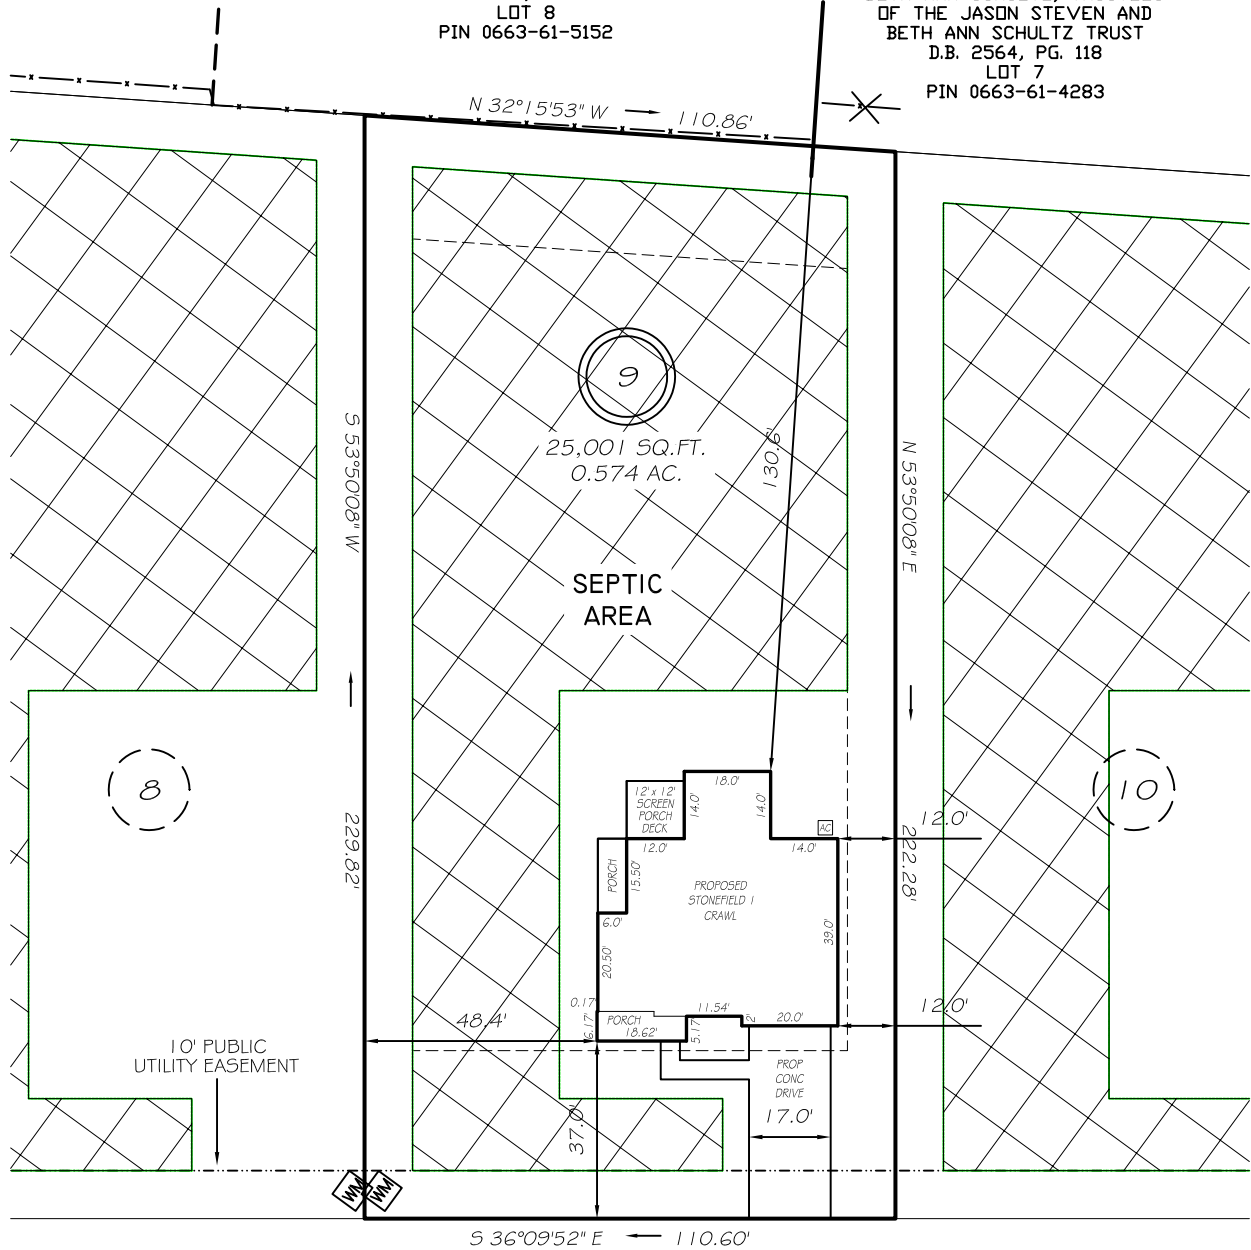 LOT 8
PIN 0663-61-5152
OF THE JASON STEVEN AND
BETH ANN SCHULTZ TRUST
D.B. 2564, PG. 118
LOT 7
PIN 0663-61-4283
N 32°15'53" W
110.86'
9
25,001 SQ.FT.
0.574 AC.
130.6'
S 53°50'08" W
N 53°50'08" E
SEPTIC
AREA
8
10
229.82'
222.28'
12.0'
12.0'
18.0'
12' x 12'
SCREEN
PORCH
DECK
14.0'
14.0'
AC
12.0'
14.0'
PORCH
15.50'
PROPOSED
STONEFIELD 1
CRAWL
6.0'
39.0'
20.50'
0.17'
6.17'
PORCH
18.62'
11.54'
5.17'
2'
20.0'
48.4'
10' PUBLIC
UTILITY EASEMENT
PROP
CONC
DRIVE
17.0'
37.0'
WM
WM
S 36°09'52" E
110.60'